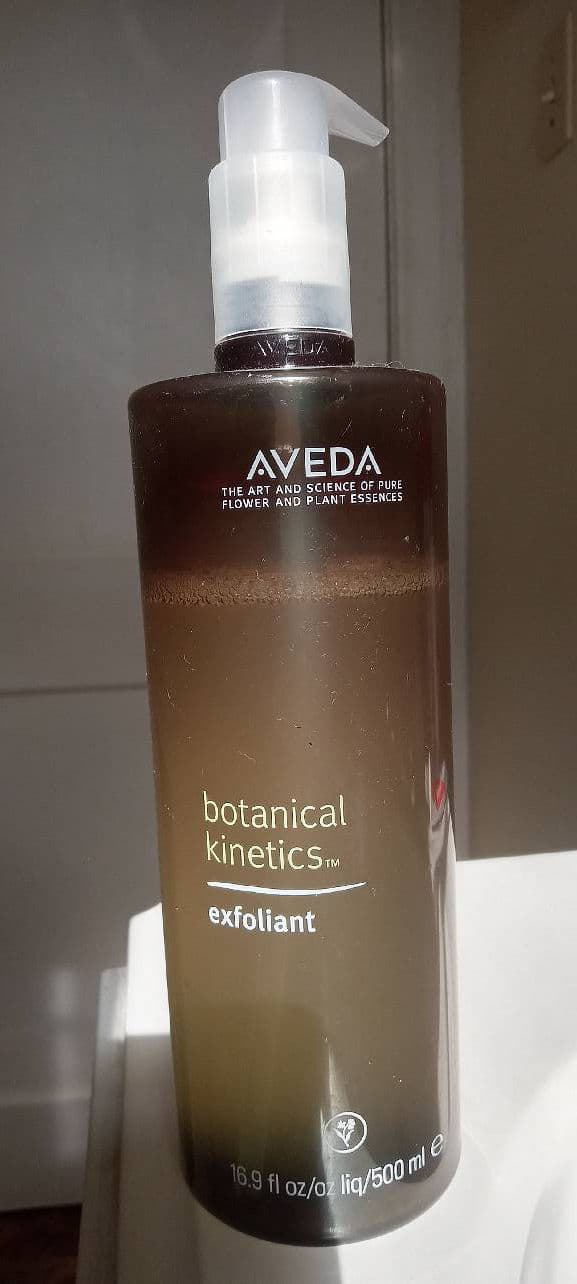 AVEDA
AVEDA
THE ART AND SCIENCE OF PURE
FLOWER AND PLANT ESSENCES
botanical
kinetics™
exfoliant
16.9 fl oz/oz liq/500 ml ℮